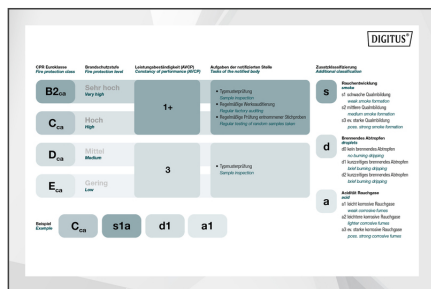 DIGITUS®
CPR Euroklasse
Fire protection class
Brandschutzstufe
Fire protection level
Leistungsbeständigkeit (AVCP)
Constancy of performance (AVCP)
Aufgaben der notifizierten Stelle
Tasks of the notified body
Zusatzklassifizierung
Additional classification
B2ca
Sehr hoch
Very high
Cca
Hoch
High
1+
• Typmusterprüfung
Sample inspection
• Regelmäßige Werksauditierung
Regular factory auditing
• Regelmäßige Prüfung entnommener Stichproben
Regular testing of random samples taken
Dca
Mittel
Medium
Eca
Gering
Low
3
• Typmusterprüfung
Sample inspection
s
Rauchentwicklung
smoke
s1 schwache Qualmbildung
weak smoke formation
s2 mittlere Qualmbildung
medium smoke formation
s3 ev. starke Qualmbildung
poss. strong smoke formation
d
Brennendes Abtropfen
droplets
d0 kein brennendes Abtropfen
no burning dripping
d1 kurzzeitiges brennendes Abtropfen
brief burning dripping
d2 kurzzeitiges brennendes Abtropfen
brief burning dripping
a
Acidität Rauchgase
acid
a1 leicht korrosive Rauchgase
weak corrosive fumes
a2 leichtere korrosive Rauchgase
lighter corrosive fumes
a3 ev. starke korrosive Rauchgase
poss. strong corrosive fumes
Beispiel
Example
Cca
s1a
d1
a1